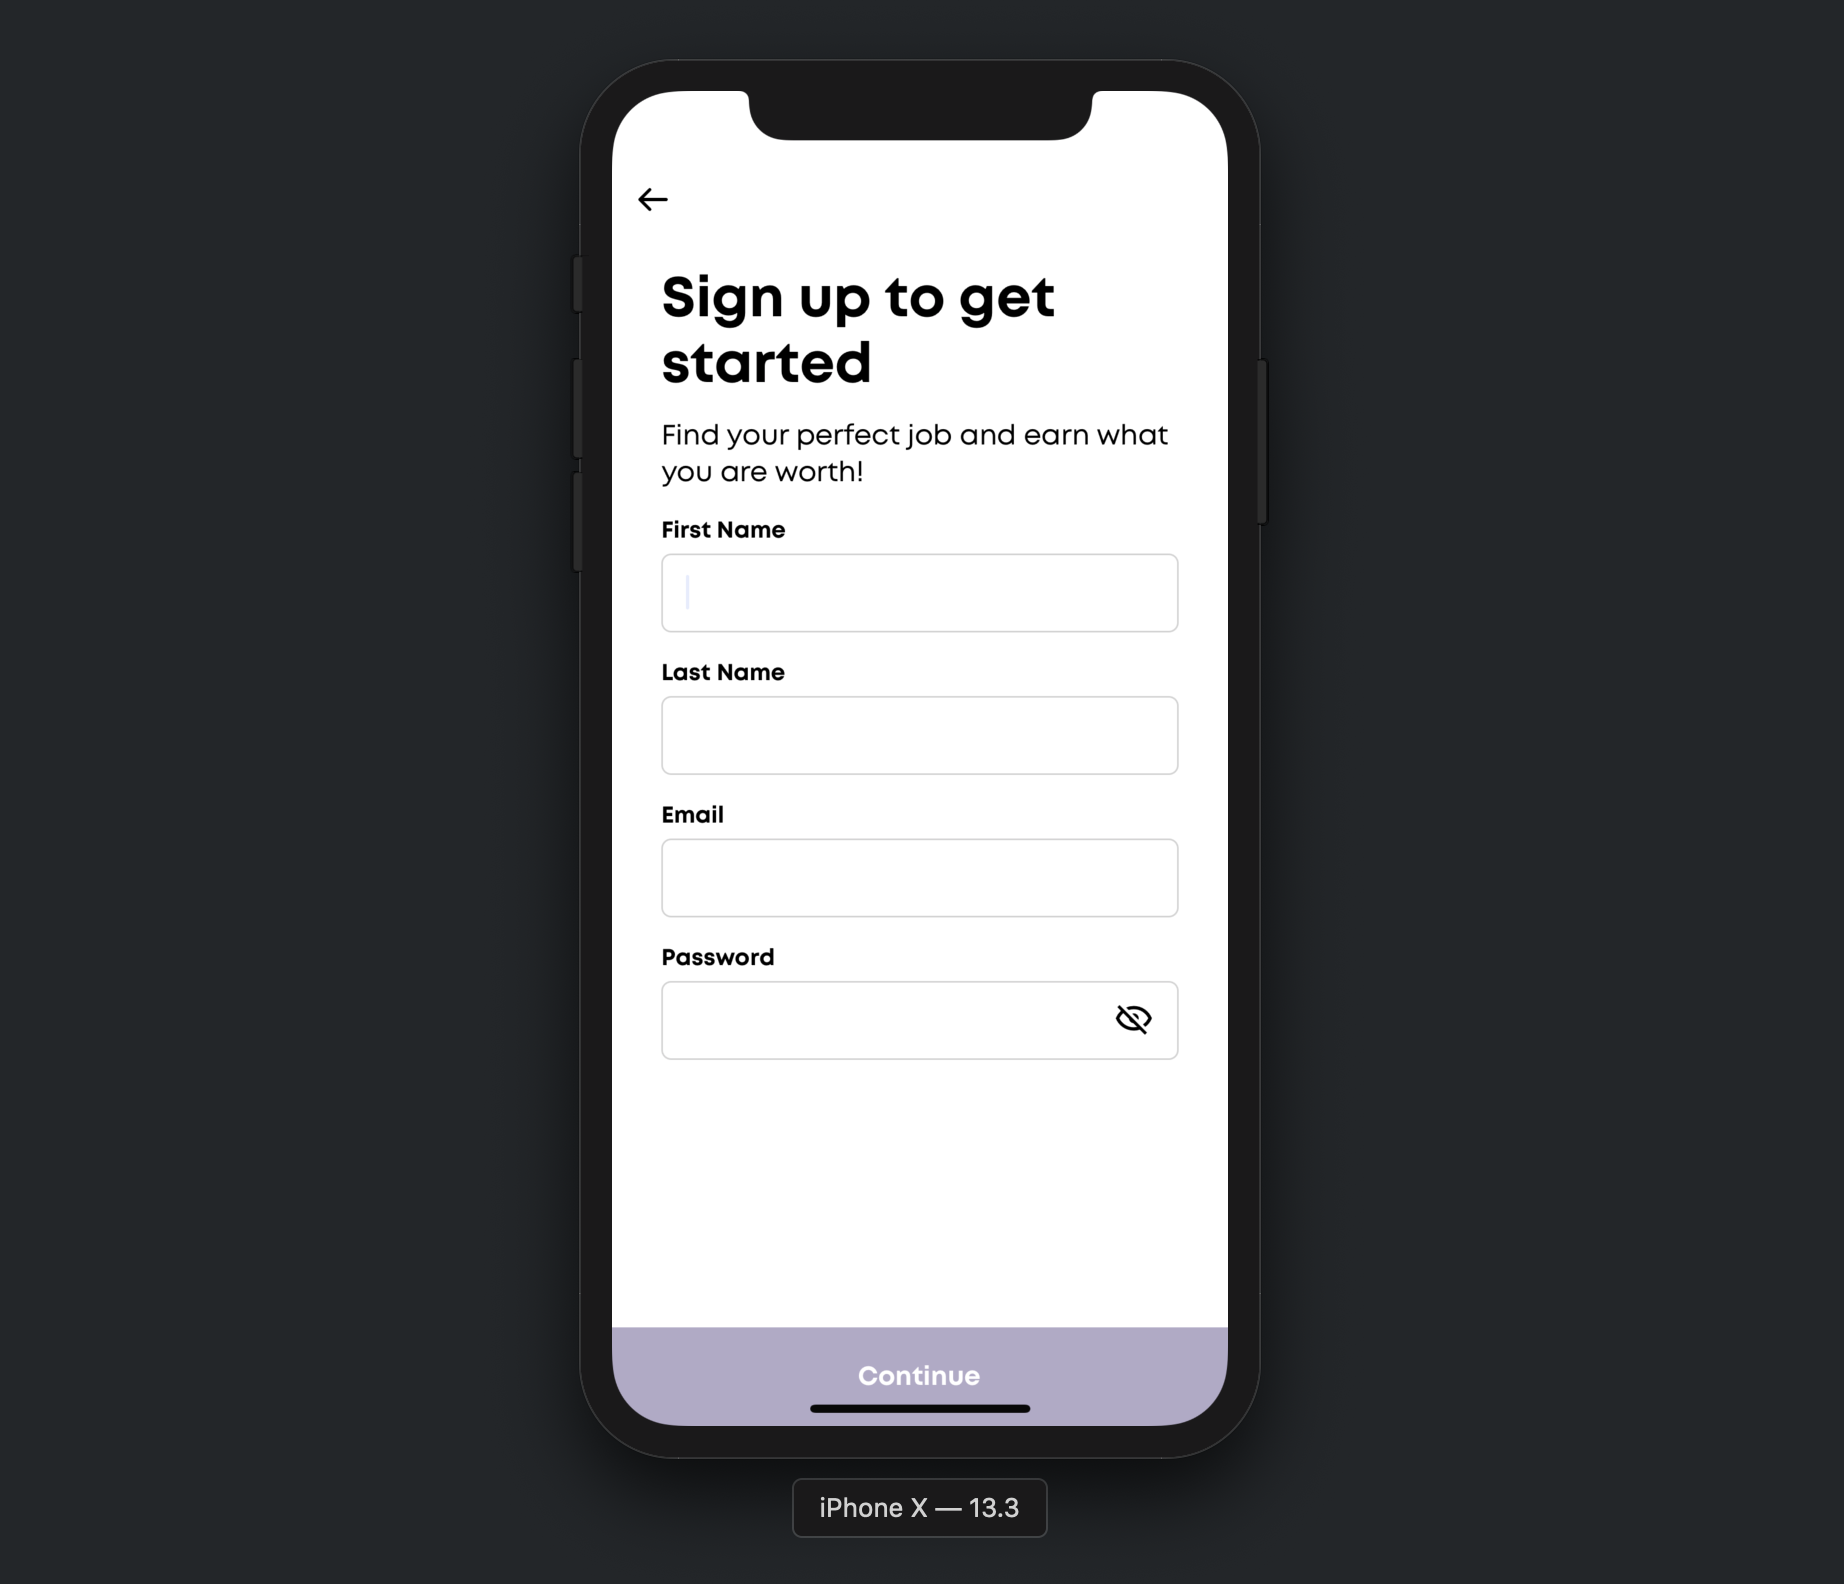 Sign up to get
started
Find your perfect job and earn what
you are worth!
First Name
Last Name
Email
Password
Continue
iPhone X — 13.3